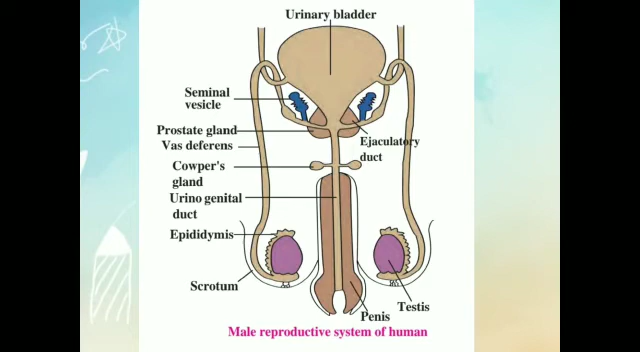 Urinary bladder
Seminal
vesicle
Prostate gland
Vas deferens
Ejaculatory
duct
Cowper's
gland
Urino genital
duct
Epididymis
Scrotum
Testis
Penis
Male reproductive system of human